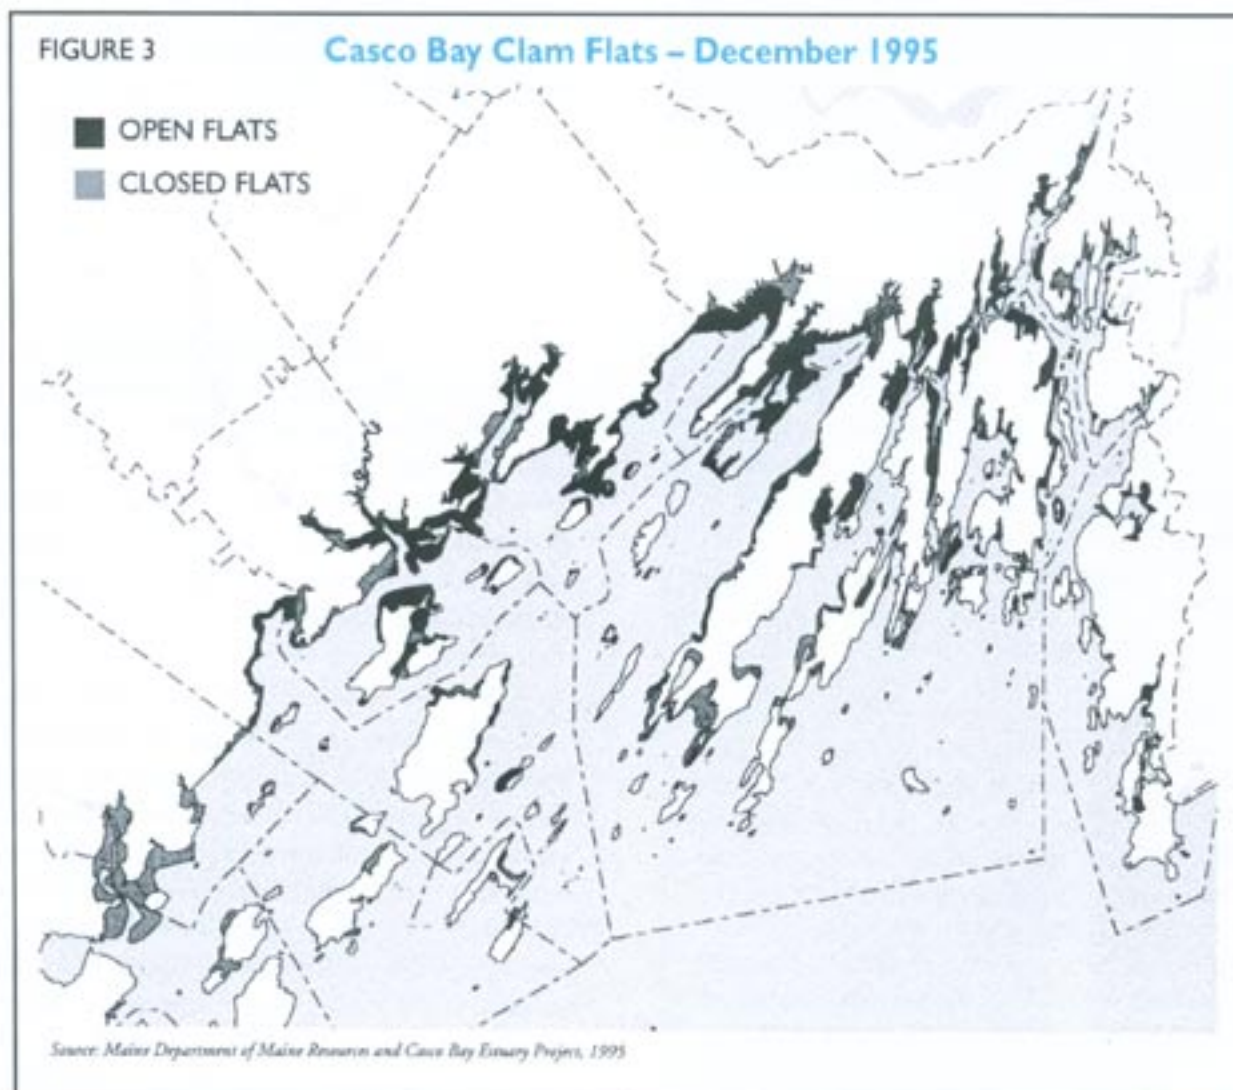 FIGURE 3
Casco Bay Clam Flats – December 1995
OPEN FLATS
CLOSED FLATS
Source: Maine Department of Maine Resources and Casco Bay Estuary Project, 1995